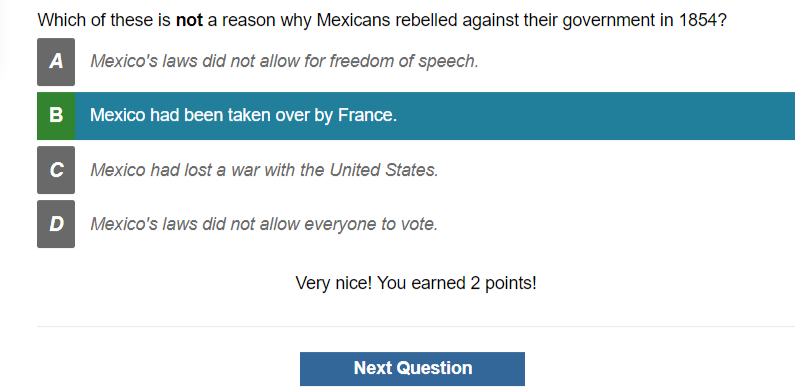 Which of these is not a reason why Mexicans rebelled against their government in 1854?
A Mexico's laws did not allow for freedom of speech.
B Mexico had been taken over by France.
C Mexico had lost a war with the United States.
D Mexico's laws did not allow everyone to vote.
Very nice! You earned 2 points!
Next Question